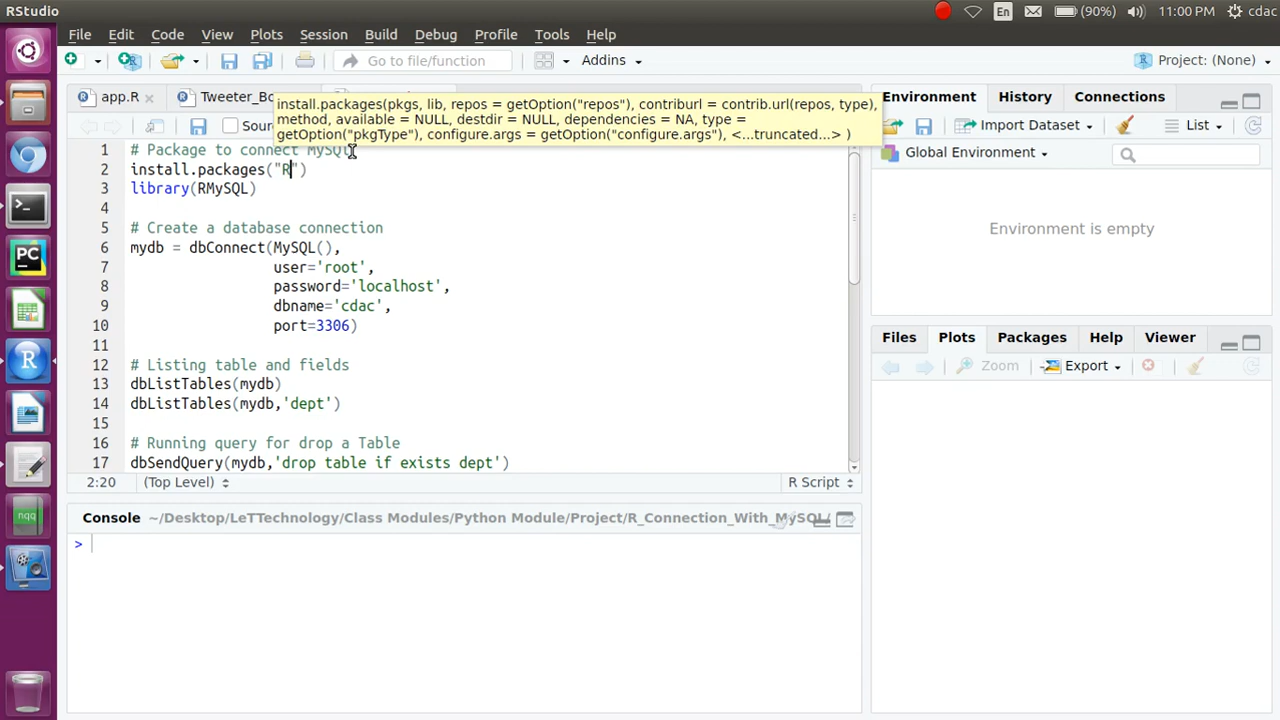 RStudio
En
(90%)
11:00 PM
cdac
File Edit Code View Plots Session Build Debug Profile Tools Help
Go to file/function
Addins
Project: (None)
app.R
Tweeter_Bo
install.packages(pkgs, lib, repos = getOption("repos"), contriburl = contrib.url(repos, type),
method, available = NULL, destdir = NULL, dependencies = NA, type =
getOption("pkgType"), configure.args = getOption("configure.args"), <...truncated...> )
Sour
1 # Package to connect MySQL
2 install.packages("R")
3 library(RMySQL)
4
5 # Create a database connection
6 mydb = dbConnect(MySQL(),
7 user='root',
8 password='localhost',
9 dbname='cdac',
10 port=3306)
11
12 # Listing table and fields
13 dbListTables(mydb)
14 dbListTables(mydb,'dept')
15
16 # Running query for drop a Table
17 dbSendQuery(mydb,'drop table if exists dept')
2:20 (Top Level) R Script
Console ~/Desktop/LeTTechnology/Class Modules/Python Module/Project/R_Connection_With_MySQL/
>
Environment History Connections
Import Dataset List
Global Environment
Environment is empty
Files Plots Packages Help Viewer
Zoom Export
PC
R
nqq